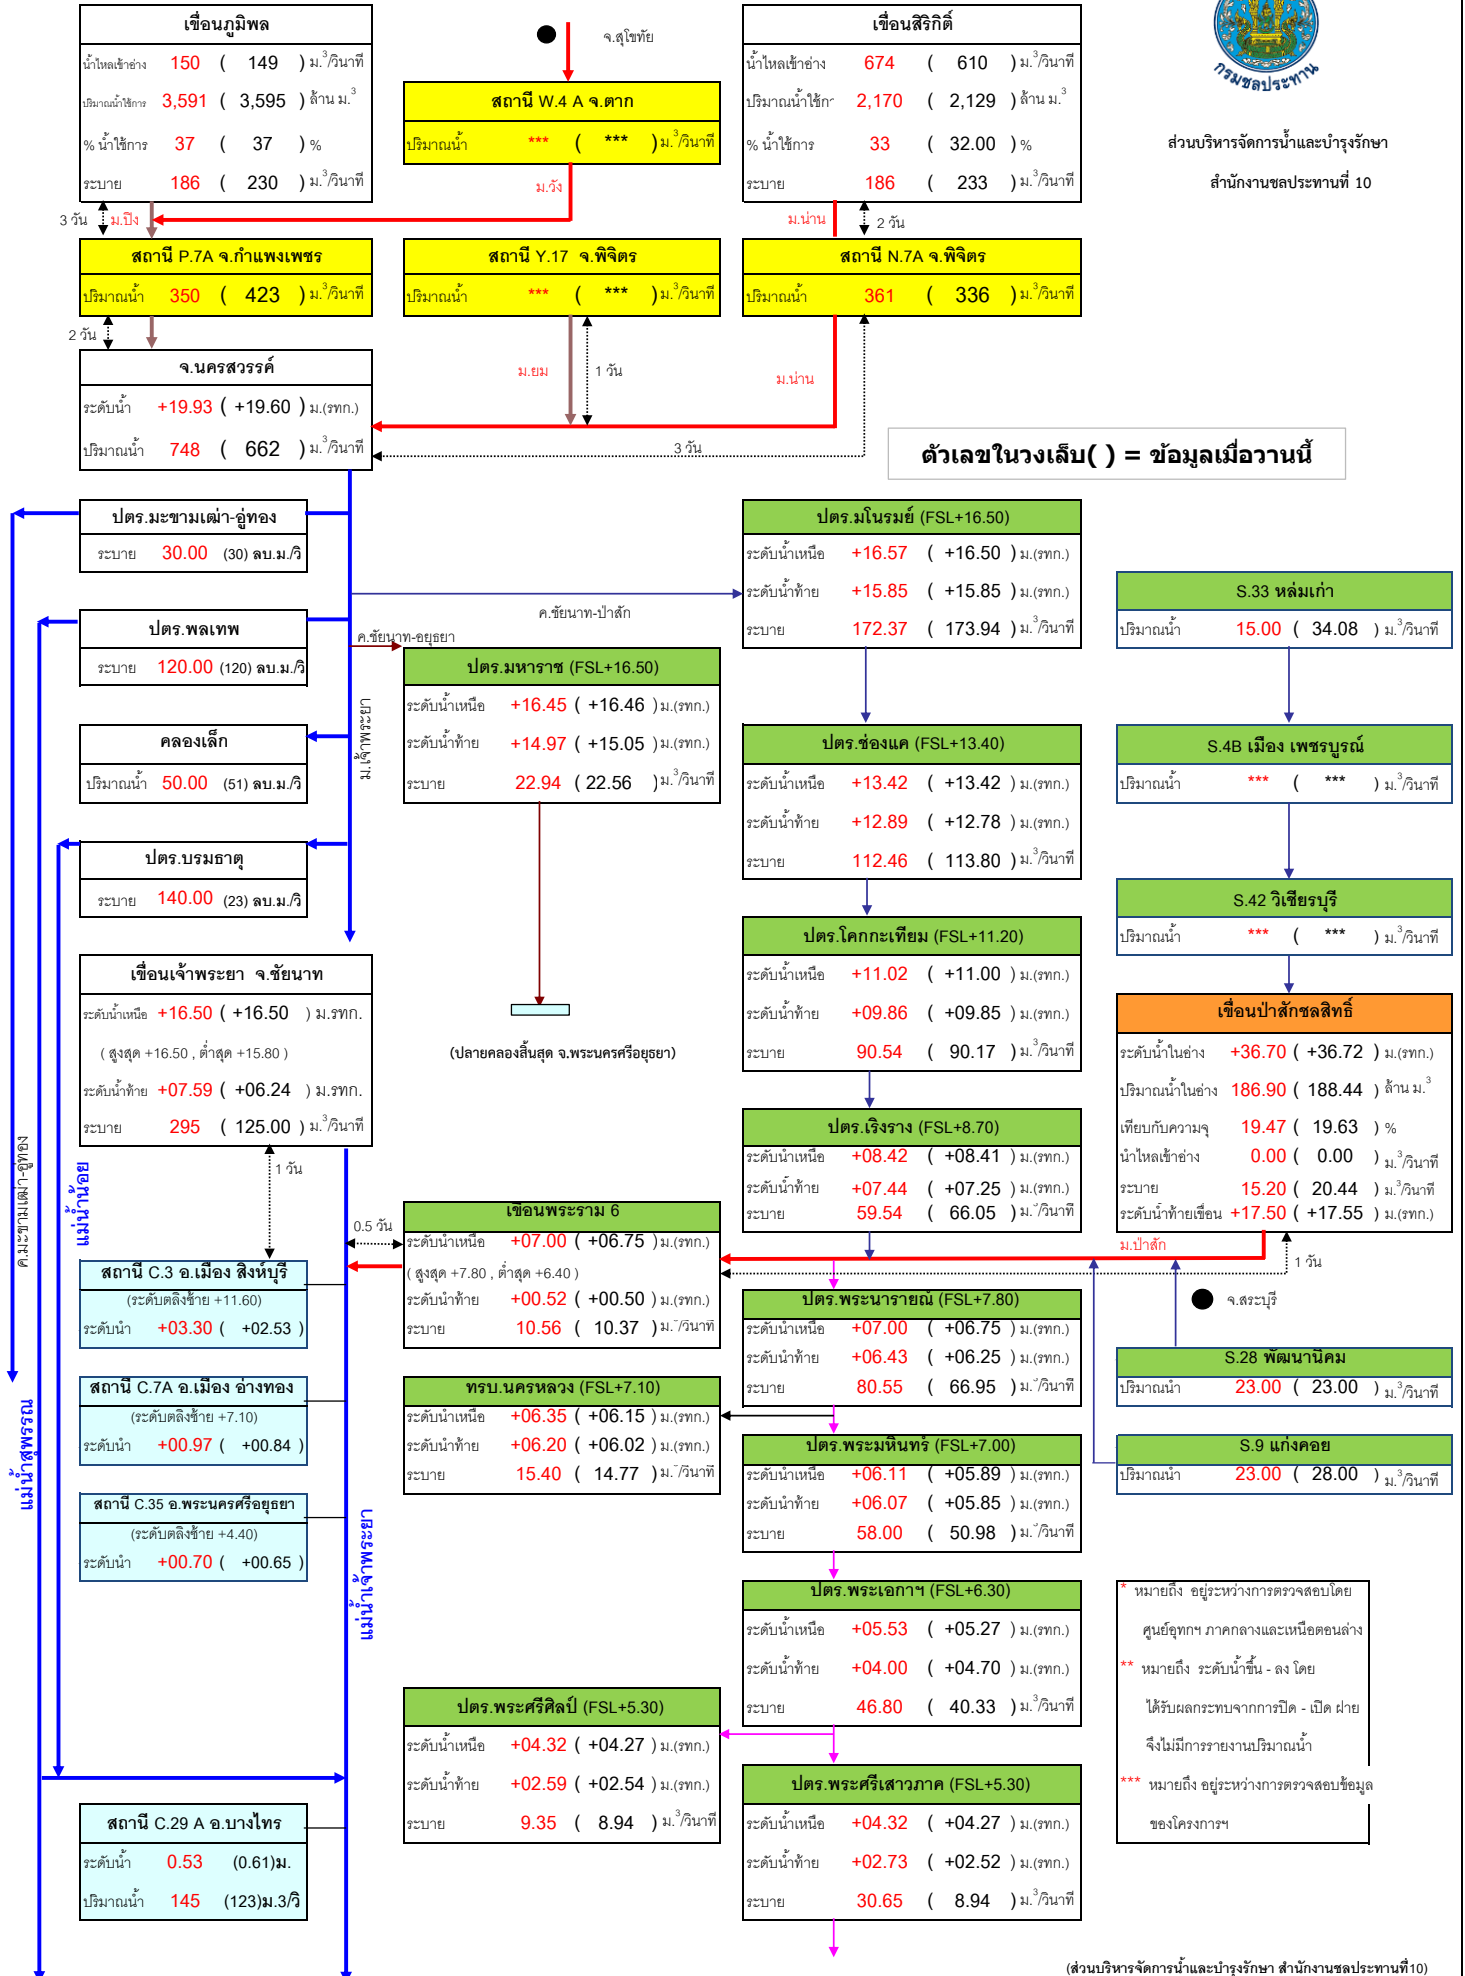 เขื่อนภูมิพล
น้ำไหลเข้าอ่าง 150 ( 149 ) ม.3/วินาที
ปริมาณน้ำใช้การ 3,591 ( 3,595 ) ล้าน ม.3
% น้ำใช้การ 37 ( 37 ) %
ระบาย 186 ( 230 ) ม.3/วินาที
จ.สุโขทัย
สถานี W.4 A จ.ตาก
ปริมาณน้ำ *** ( *** ) ม.3/วินาที
เขื่อนสิริกิติ์
น้ำไหลเข้าอ่าง 674 ( 610 ) ม.3/วินาที
ปริมาณน้ำใช้กา 2,170 ( 2,129 ) ล้าน ม.3
% น้ำใช้การ 33 ( 32.00 ) %
ระบาย 186 ( 233 ) ม.3/วินาที
กรมชลประทาน
ส่วนบริหารจัดการน้ำและบำรุงรักษา
สำนักงานชลประทานที่ 10
3 วัน ม.ปิง
ม.วัง
ม.น่าน 2 วัน
สถานี P.7A จ.กำแพงเพชร
ปริมาณน้ำ 350 ( 423 ) ม.3/วินาที
สถานี Y.17 จ.พิจิตร
ปริมาณน้ำ *** ( *** ) ม.3/วินาที
สถานี N.7A จ.พิจิตร
ปริมาณน้ำ 361 ( 336 ) ม.3/วินาที
2 วัน
ม.ยม 1 วัน
ม.น่าน
จ.นครสวรรค์
ระดับน้ำ +19.93 ( +19.60 ) ม.(รทก.)
ปริมาณน้ำ 748 ( 662 ) ม.3/วินาที
3 วัน
ตัวเลขในวงเล็บ( ) = ข้อมูลเมื่อวานนี้
ปตร.มะขามเฒ่า-อู่ทอง
ระบาย 30.00 (30) ลบ.ม./วิ
ปตร.พลเทพ
ระบาย 120.00 (120) ลบ.ม./วิ
คลองเล็ก
ปริมาณน้ำ 50.00 (51) ลบ.ม./วิ
ปตร.บรมธาตุ
ระบาย 140.00 (23) ลบ.ม./วิ
ค.ชัยนาท-ป่าสัก
ค.ชัยนาท-อยุธยา
ม.เจ้าพระยา
ปตร.มหาราช (FSL+16.50)
ระดับน้ำเหนือ +16.45 ( +16.46 ) ม.(รทก.)
ระดับน้ำท้าย +14.97 ( +15.05 ) ม.(รทก.)
ระบาย 22.94 ( 22.56 ) ม.3/วินาที
(ปลายคลองสิ้นสุด จ.พระนครศรีอยุธยา)
ปตร.มโนรมย์ (FSL+16.50)
ระดับน้ำเหนือ +16.57 ( +16.50 ) ม.(รทก.)
ระดับน้ำท้าย +15.85 ( +15.85 ) ม.(รทก.)
ระบาย 172.37 ( 173.94 ) ม.3/วินาที
ปตร.ช่องแค (FSL+13.40)
ระดับน้ำเหนือ +13.42 ( +13.42 ) ม.(รทก.)
ระดับน้ำท้าย +12.89 ( +12.78 ) ม.(รทก.)
ระบาย 112.46 ( 113.80 ) ม.3/วินาที
ปตร.โคกกะเทียม (FSL+11.20)
ระดับน้ำเหนือ +11.02 ( +11.00 ) ม.(รทก.)
ระดับน้ำท้าย +09.86 ( +09.85 ) ม.(รทก.)
ระบาย 90.54 ( 90.17 ) ม.3/วินาที
ปตร.เริงราง (FSL+8.70)
ระดับน้ำเหนือ +08.42 ( +08.41 ) ม.(รทก.)
ระดับน้ำท้าย +07.44 ( +07.25 ) ม.(รทก.)
ระบาย 59.54 ( 66.05 ) ม.3/วินาที
S.33 หล่มเก่า
ปริมาณน้ำ 15.00 ( 34.08 ) ม.3/วินาที
S.4B เมือง เพชรบูรณ์
ปริมาณน้ำ *** ( *** ) ม.3/วินาที
S.42 วิเชียรบุรี
ปริมาณน้ำ *** ( *** ) ม.3/วินาที
เขื่อนป่าสักชลสิทธิ์
ระดับน้ำในอ่าง +36.70 ( +36.72 ) ม.(รทก.)
ปริมาณน้ำในอ่าง 186.90 ( 188.44 ) ล้าน ม.3
เทียบกับความจุ 19.47 ( 19.63 ) %
น้ำไหลเข้าอ่าง 0.00 ( 0.00 ) ม.3/วินาที
ระบาย 15.20 ( 20.44 ) ม.3/วินาที
ระดับน้ำท้ายเขื่อน +17.50 ( +17.55 ) ม.(รทก.)
เขื่อนเจ้าพระยา จ.ชัยนาท
ระดับน้ำเหนือ +16.50 ( +16.50 ) ม.รทก.
( สูงสุด +16.50 , ต่ำสุด +15.80 )
ระดับน้ำท้าย +07.59 ( +06.24 ) ม.รทก.
ระบาย 295 ( 125.00 ) ม.3/วินาที
1 วัน
ค.มะขามเฒ่า-อู่ทอง
แม่น้ำน้อย
แม่น้ำสุพรรณ
แม่น้ำเจ้าพระยา
0.5 วัน
เขื่อนพระราม 6
ระดับน้ำเหนือ +07.00 ( +06.75 ) ม.(รทก.)
( สูงสุด +7.80 , ต่ำสุด +6.40 )
ระดับน้ำท้าย +00.52 ( +00.50 ) ม.(รทก.)
ระบาย 10.56 ( 10.37 ) ม.3/วินาที
ม.ป่าสัก
1 วัน
จ.สระบุรี
สถานี C.3 อ.เมือง สิงห์บุรี
(ระดับตลิ่งซ้าย +11.60)
ระดับน้ำ +03.30 ( +02.53 )
สถานี C.7A อ.เมือง อ่างทอง
(ระดับตลิ่งซ้าย +7.10)
ระดับน้ำ +00.97 ( +00.84 )
สถานี C.35 อ.พระนครศรีอยุธยา
(ระดับตลิ่งซ้าย +4.40)
ระดับน้ำ +00.70 ( +00.65 )
ทรบ.นครหลวง (FSL+7.10)
ระดับน้ำเหนือ +06.35 ( +06.15 ) ม.(รทก.)
ระดับน้ำท้าย +06.20 ( +06.02 ) ม.(รทก.)
ระบาย 15.40 ( 14.77 ) ม.3/วินาที
ปตร.พระนารายณ์ (FSL+7.80)
ระดับน้ำเหนือ +07.00 ( +06.75 ) ม.(รทก.)
ระดับน้ำท้าย +06.43 ( +06.25 ) ม.(รทก.)
ระบาย 80.55 ( 66.95 ) ม.3/วินาที
ปตร.พระมหินทร์ (FSL+7.00)
ระดับน้ำเหนือ +06.11 ( +05.89 ) ม.(รทก.)
ระดับน้ำท้าย +06.07 ( +05.85 ) ม.(รทก.)
ระบาย 58.00 ( 50.98 ) ม.3/วินาที
S.28 พัฒนานิคม
ปริมาณน้ำ 23.00 ( 23.00 ) ม.3/วินาที
S.9 แก่งคอย
ปริมาณน้ำ 23.00 ( 28.00 ) ม.3/วินาที
ปตร.พระเอกาฯ (FSL+6.30)
ระดับน้ำเหนือ +05.53 ( +05.27 ) ม.(รทก.)
ระดับน้ำท้าย +04.00 ( +04.70 ) ม.(รทก.)
ระบาย 46.80 ( 40.33 ) ม.3/วินาที
ปตร.พระศรีศิลป์ (FSL+5.30)
ระดับน้ำเหนือ +04.32 ( +04.27 ) ม.(รทก.)
ระดับน้ำท้าย +02.59 ( +02.54 ) ม.(รทก.)
ระบาย 9.35 ( 8.94 ) ม.3/วินาที
ปตร.พระศรีเสาวภาค (FSL+5.30)
ระดับน้ำเหนือ +04.32 ( +04.27 ) ม.(รทก.)
ระดับน้ำท้าย +02.73 ( +02.52 ) ม.(รทก.)
ระบาย 30.65 ( 8.94 ) ม.3/วินาที
* หมายถึง อยู่ระหว่างการตรวจสอบโดย
ศูนย์อุทกฯ ภาคกลางและเหนือตอนล่าง
** หมายถึง ระดับน้ำขึ้น - ลง โดย
ได้รับผลกระทบจากการปิด - เปิด ฝาย
จึงไม่มีการรายงานปริมาณน้ำ
*** หมายถึง อยู่ระหว่างการตรวจสอบข้อมูล
ของโครงการฯ
สถานี C.29 A อ.บางไทร
ระดับน้ำ 0.53 (0.61)ม.
ปริมาณน้ำ 145 (123)ม.3/วิ
(ส่วนบริหารจัดการน้ำและบำรุงรักษา สำนักงานชลประทานที่10)